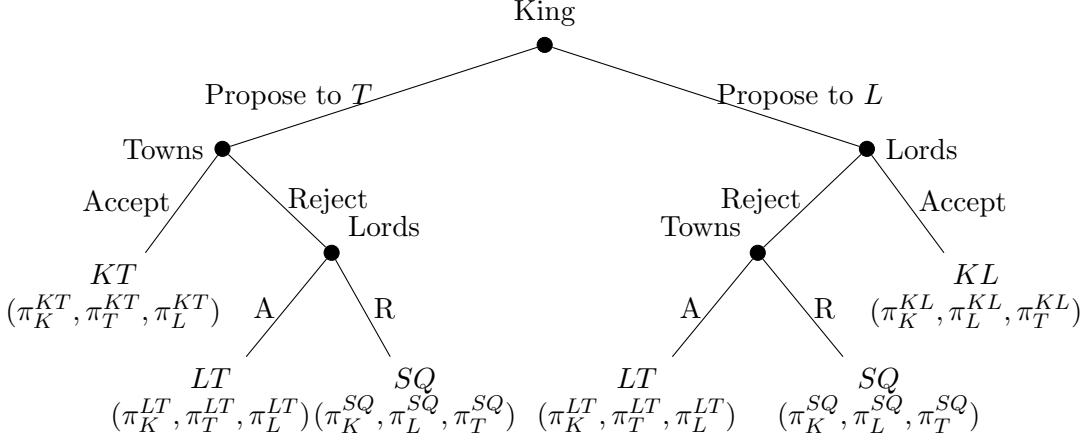 King
Propose to T
Propose to L
Towns
Lords
Accept
Reject
Reject
Accept
Lords
Towns
KT
(π_K^{KT}, π_T^{KT}, π_L^{KT})
KL
(π_K^{KL}, π_L^{KL}, π_T^{KL})
A
R
A
R
LT
(π_K^{LT}, π_T^{LT}, π_L^{LT})
SQ
(π_K^{SQ}, π_L^{SQ}, π_T^{SQ})
LT
(π_K^{LT}, π_T^{LT}, π_L^{LT})
SQ
(π_K^{SQ}, π_L^{SQ}, π_T^{SQ})